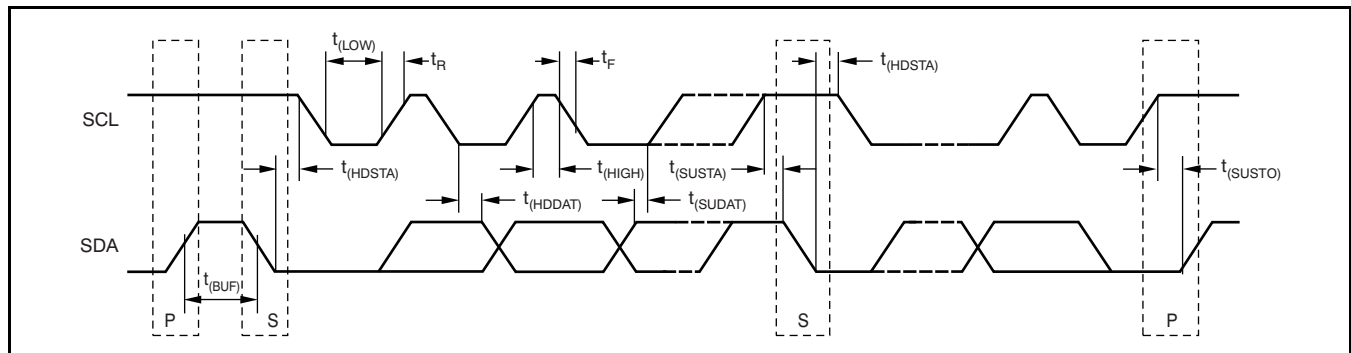 t(LOW)
tR
tF
t(HDSTA)
SCL
t(HDSTA)
t(HDDAT)
t(HIGH)
t(SUSTA)
t(SUDAT)
t(SUSTO)
SDA
t(BUF)
P
S
S
P